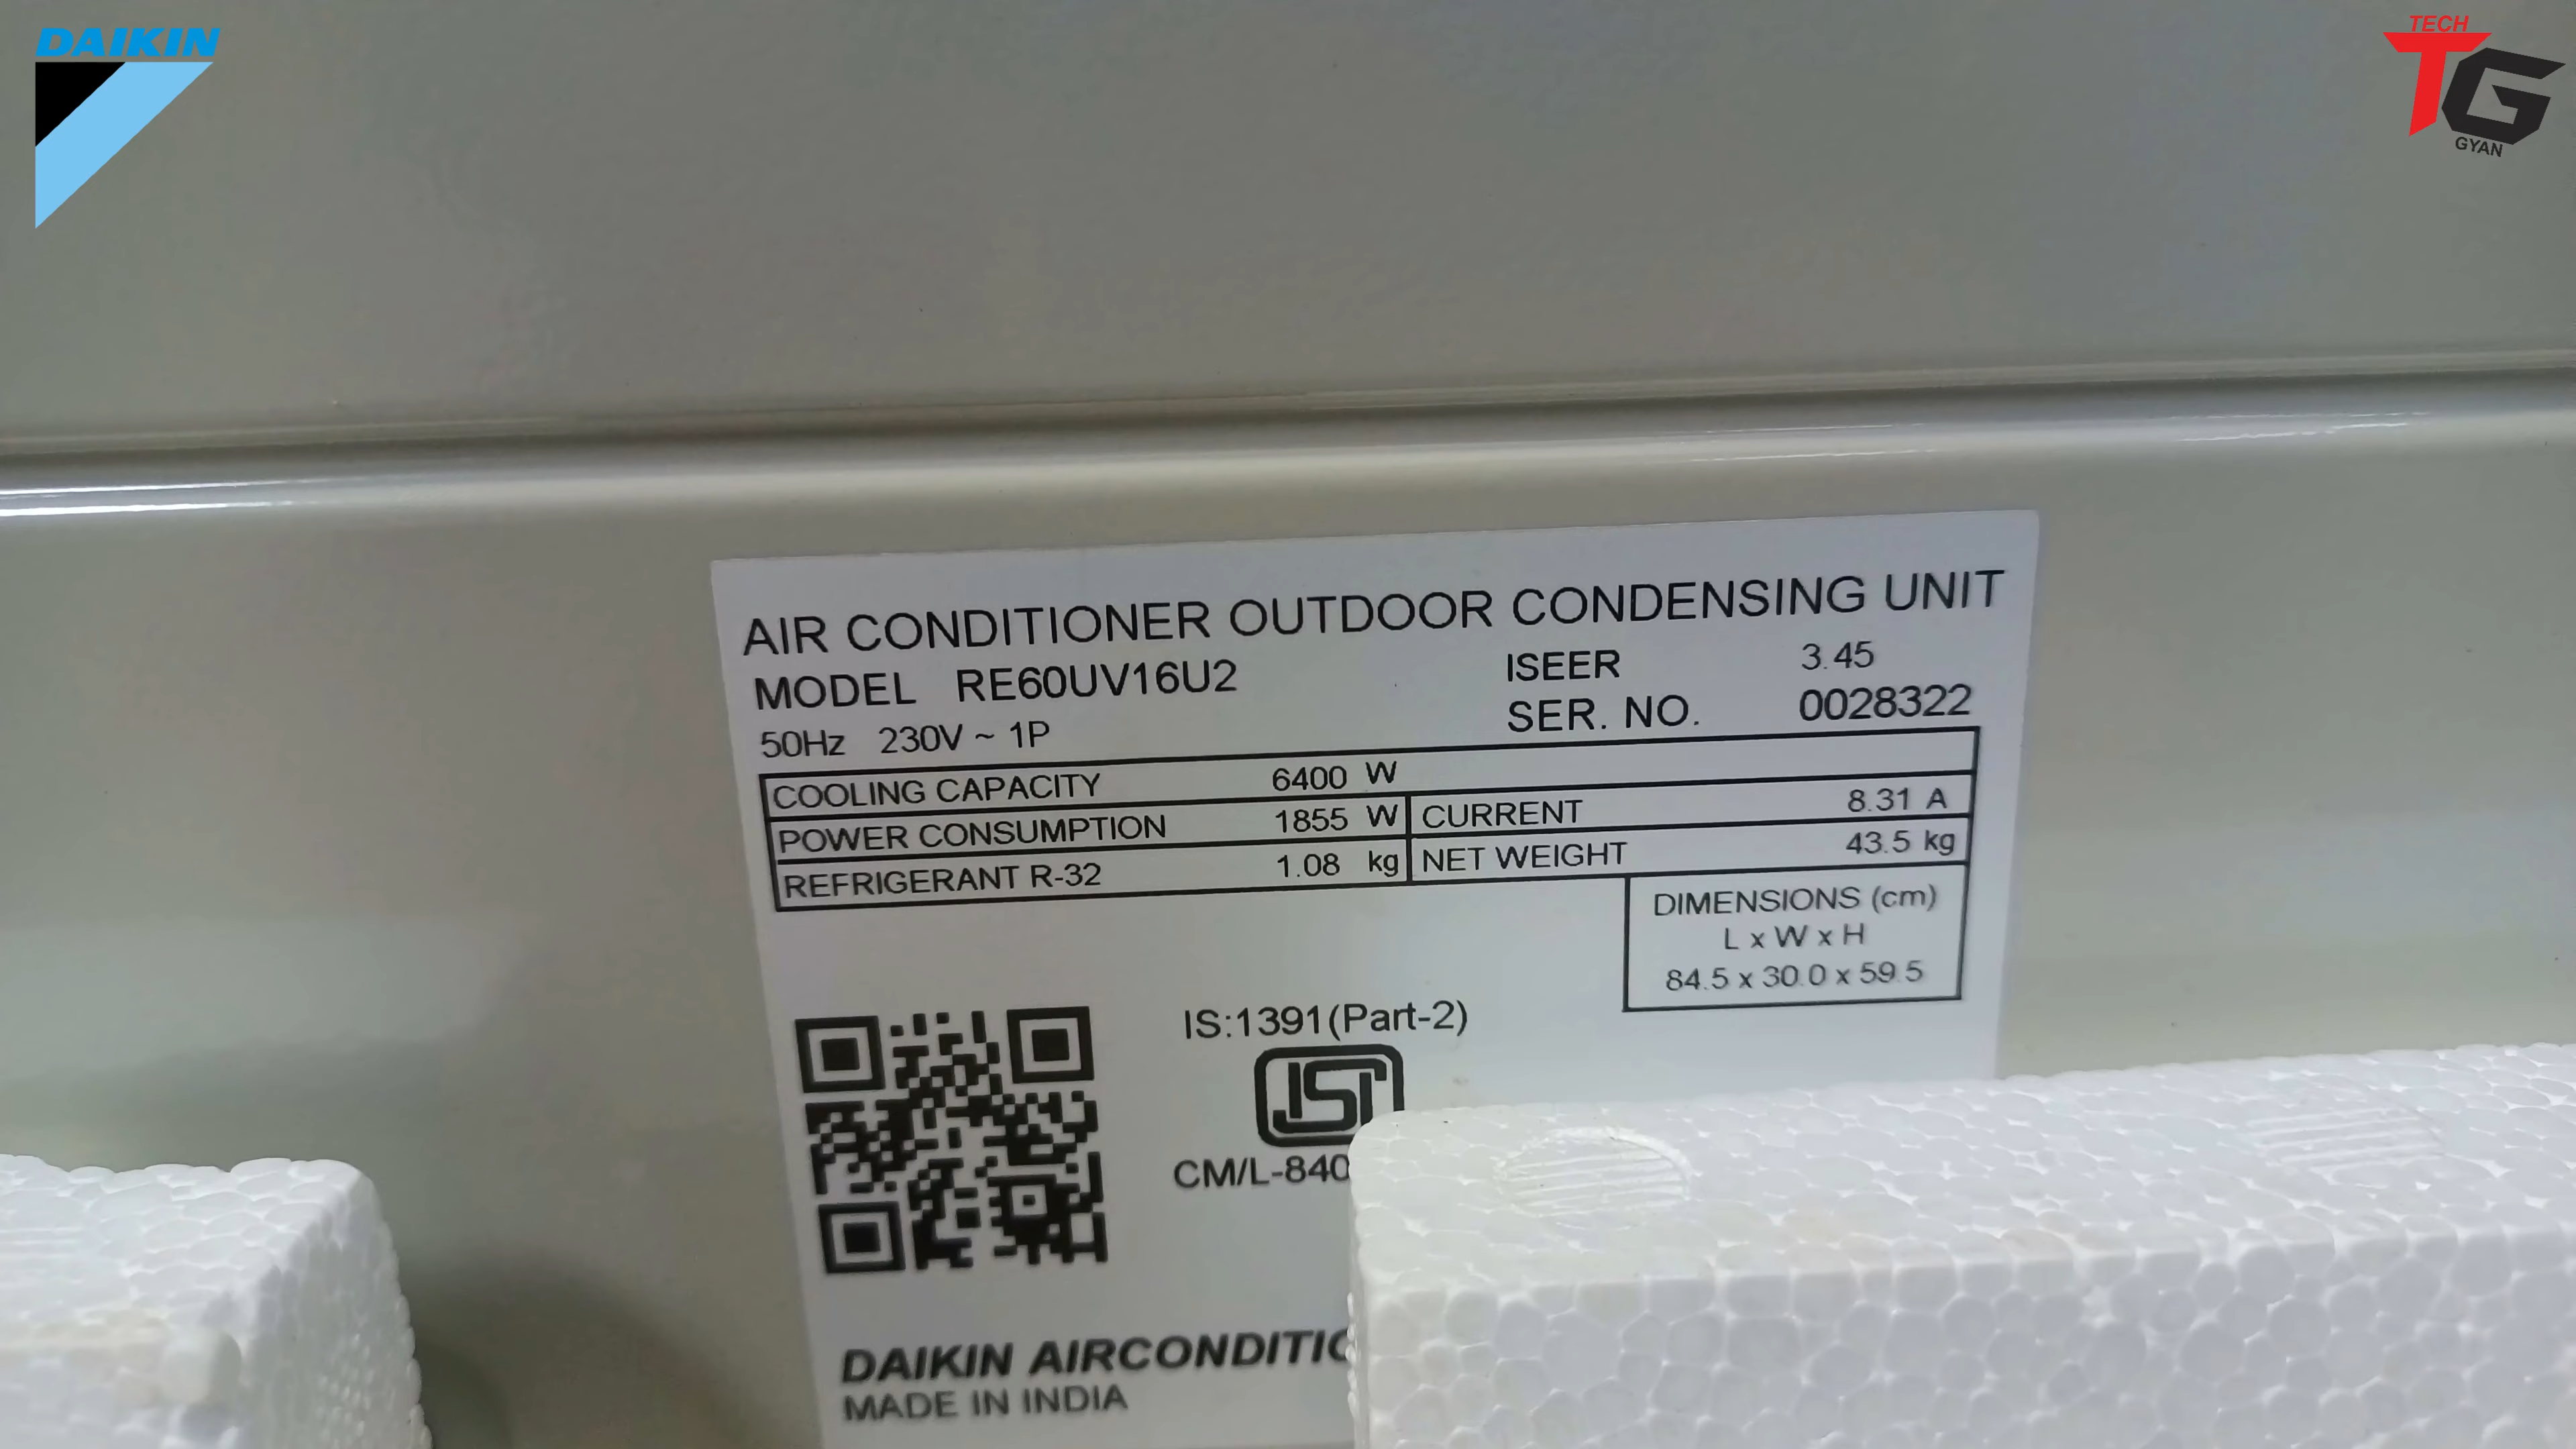 DAIKIN
TECH
TG
GYAN
AIR CONDITIONER OUTDOOR CONDENSING UNIT
MODEL RE60UV16U2 ISEER 3.45
50Hz 230V ~ 1P SER. NO. 0028322
COOLING CAPACITY 6400 W
POWER CONSUMPTION 1855 W CURRENT 8.31 A
REFRIGERANT R-32 1.08 kg NET WEIGHT 43.5 kg
DIMENSIONS (cm)
L x W x H
84.5 x 30.0 x 59.5
IS:1391(Part-2)
ISI
CM/L-840
DAIKIN AIRCONDITIO
MADE IN INDIA